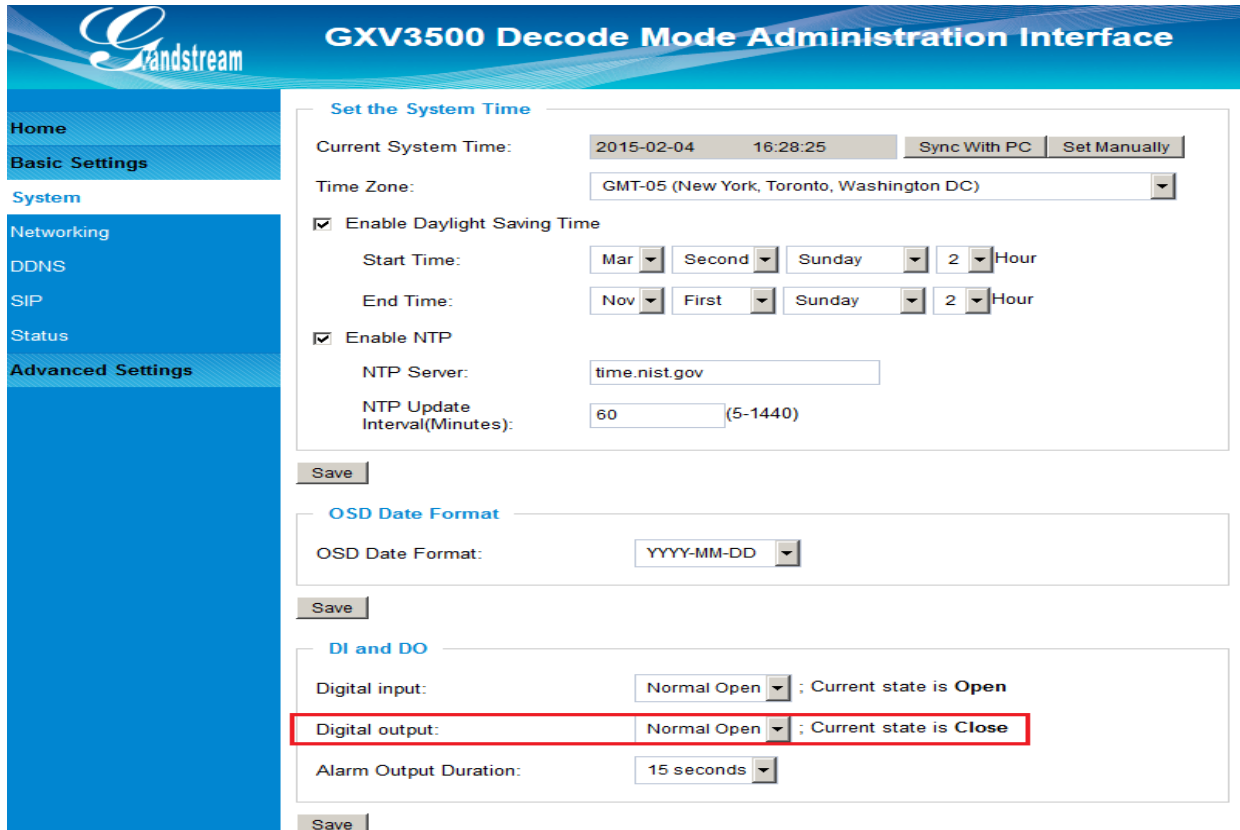 Grandstream
GXV3500 Decode Mode Administration Interface
Home
Basic Settings
System
Networking
DDNS
SIP
Status
Advanced Settings
Set the System Time
Current System Time: 2015-02-04 16:28:25 Sync With PC Set Manually
Time Zone: GMT-05 (New York, Toronto, Washington DC)
Enable Daylight Saving Time
Start Time: Mar Second Sunday 2 Hour
End Time: Nov First Sunday 2 Hour
Enable NTP
NTP Server: time.nist.gov
NTP Update
Interval(Minutes): 60 (5-1440)
Save
OSD Date Format
OSD Date Format: YYYY-MM-DD
Save
DI and DO
Digital input: Normal Open ; Current state is Open
Digital output: Normal Open ; Current state is Close
Alarm Output Duration: 15 seconds
Save